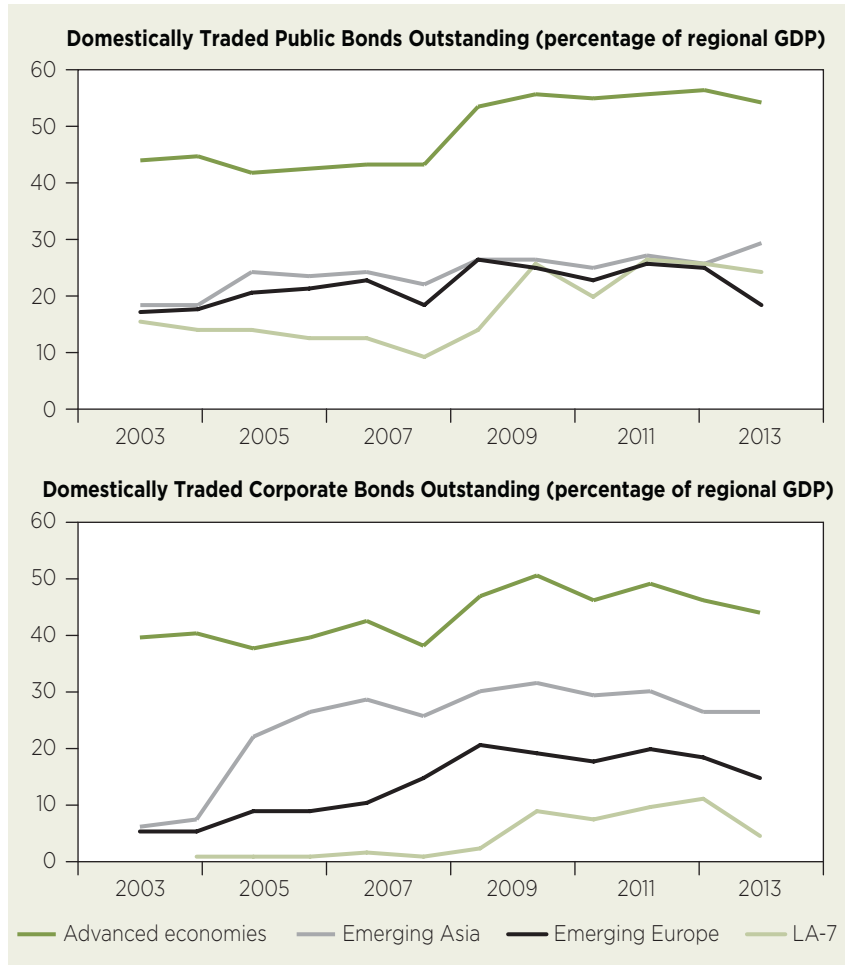 Domestically Traded Public Bonds Outstanding (percentage of regional GDP)
60
50
40
30
20
10
0
2003 2005 2007 2009 2011 2013
Domestically Traded Corporate Bonds Outstanding (percentage of regional GDP)
60
50
40
30
20
10
0
2003 2005 2007 2009 2011 2013
Advanced economies Emerging Asia Emerging Europe LA-7